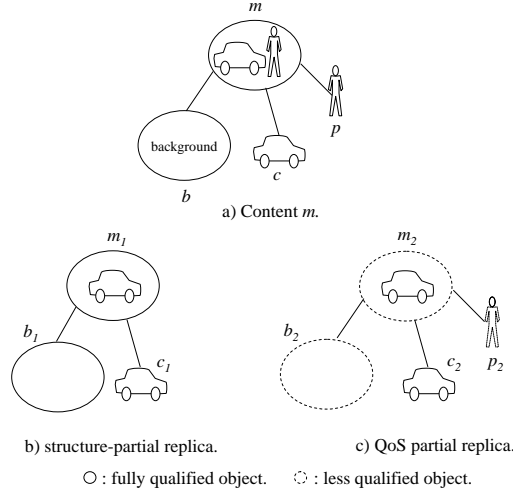 m
p
background
c
b
a) Content m.
m1 m2
b1 b2
c1 c2 p2
b) structure-partial replica. c) QoS partial replica.
: fully qualified object. : less qualified object.